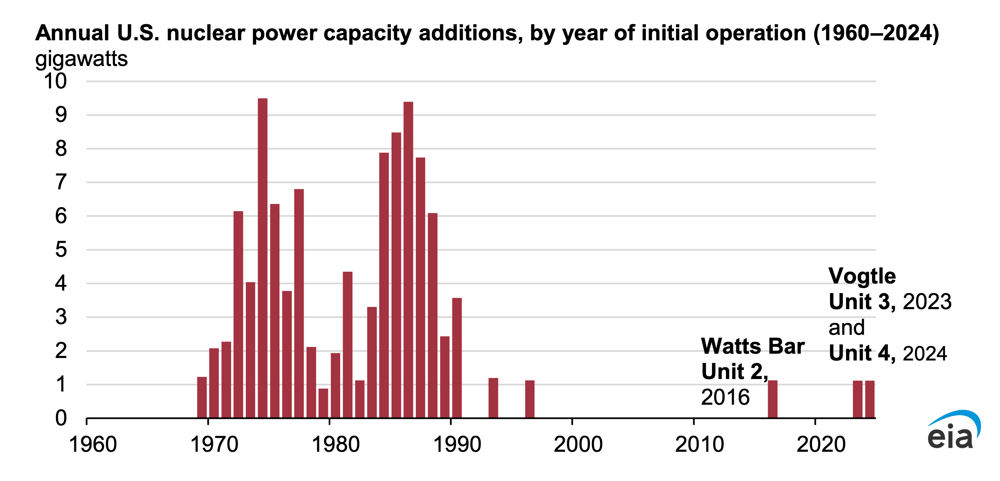 Annual U.S. nuclear power capacity additions, by year of initial operation (1960–2024)
gigawatts
10
9
8
7
6
5
4
3
2
1
0
Vogtle
Unit 3, 2023
and
Unit 4, 2024
Watts Bar
Unit 2,
2016
1960 1970 1980 1990 2000 2010 2020
eia